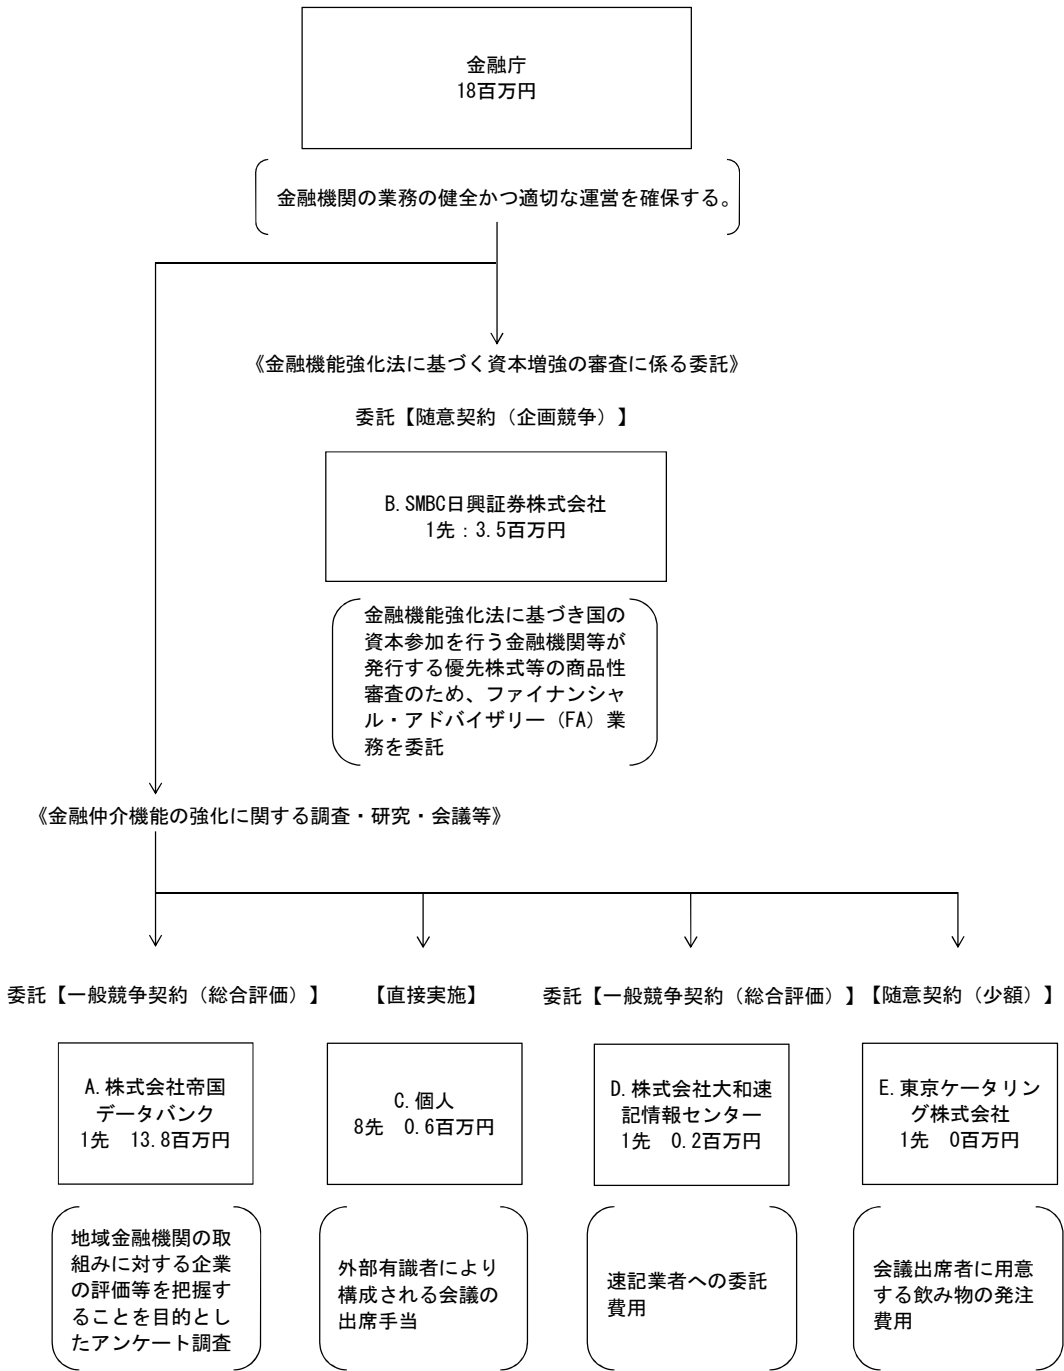 金融庁
18百万円
金融機関の業務の健全かつ適切な運営を確保する。
《金融機能強化法に基づく資本増強の審査に係る委託》
委託【随意契約（企画競争）】
B.SMBC日興証券株式会社
1先：3.5百万円
金融機能強化法に基づき国の
資本参加を行う金融機関等が
発行する優先株式等の商品性
審査のため、ファイナンシャ
ル・アドバイザリー（FA）業
務を委託
《金融仲介機能の強化に関する調査・研究・会議等》
委託【一般競争契約（総合評価）】
A.株式会社帝国
データバンク
1先　13.8百万円
地域金融機関の取
組みに対する企業
の評価等を把握す
ることを目的とし
たアンケート調査
【直接実施】
C.個人
8先　0.6百万円
外部有識者により
構成される会議の
出席手当
委託【一般競争契約（総合評価）】
D.株式会社大和速
記情報センター
1先　0.2百万円
速記業者への委託
費用
【随意契約（少額）】
E.東京ケータリン
グ株式会社
1先　0百万円
会議出席者に用意
する飲み物の発注
費用